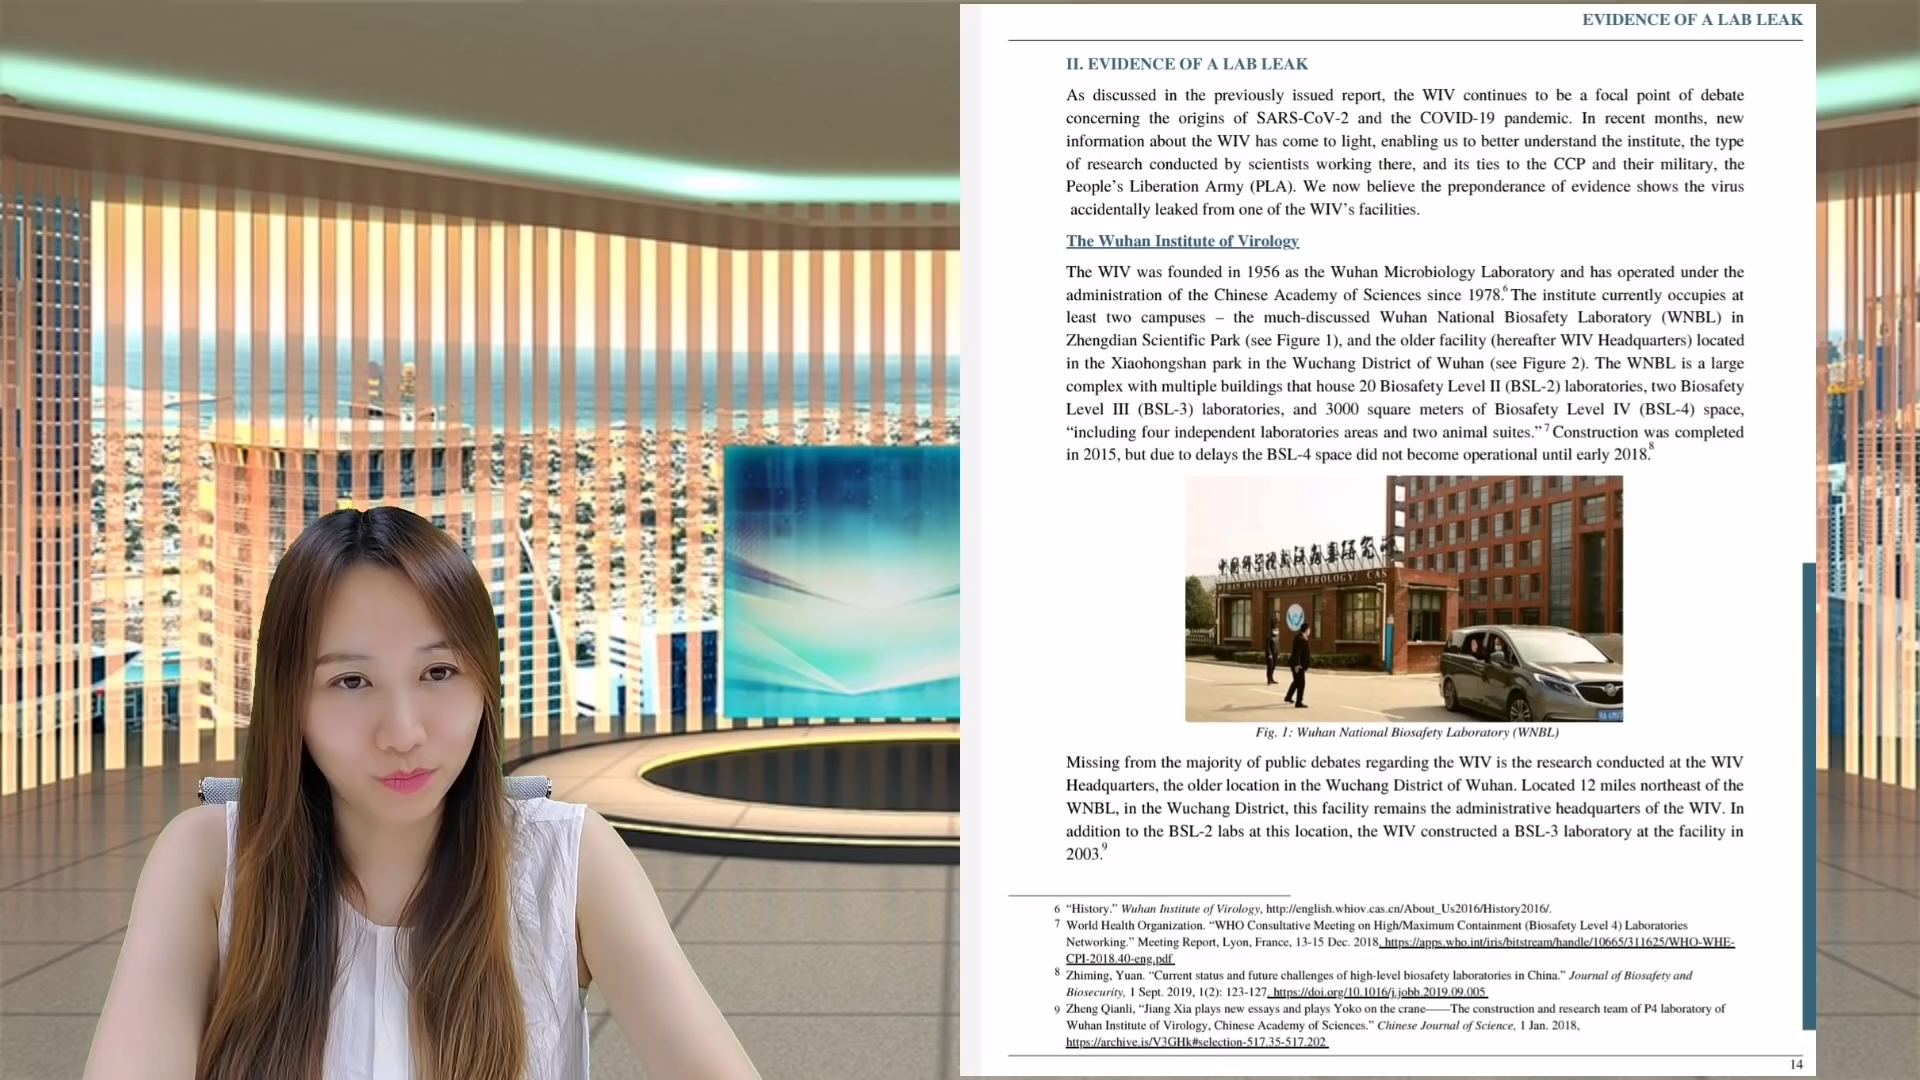 EVIDENCE OF A LAB LEAK
II. EVIDENCE OF A LAB LEAK
As discussed in the previously issued report, the WIV continues to be a focal point of debate
concerning the origins of SARS-CoV-2 and the COVID-19 pandemic. In recent months, new
information about the WIV has come to light, enabling us to better understand the institute, the type
of research conducted by scientists working there, and its ties to the CCP and their military, the
People’s Liberation Army (PLA). We now believe the preponderance of evidence shows the virus
accidentally leaked from one of the WIV’s facilities.
The Wuhan Institute of Virology
The WIV was founded in 1956 as the Wuhan Microbiology Laboratory and has operated under the
administration of the Chinese Academy of Sciences since 1978.6 The institute currently occupies at
least two campuses – the much-discussed Wuhan National Biosafety Laboratory (WNBL) in
Zhengdian Scientific Park (see Figure 1), and the older facility (hereafter WIV Headquarters) located
in the Xiaohongshan park in the Wuchang District of Wuhan (see Figure 2). The WNBL is a large
complex with multiple buildings that house 20 Biosafety Level II (BSL-2) laboratories, two Biosafety
Level III (BSL-3) laboratories, and 3000 square meters of Biosafety Level IV (BSL-4) space,
“including four independent laboratories areas and two animal suites.”7 Construction was completed
in 2015, but due to delays the BSL-4 space did not become operational until early 2018.8
中国科学院武汉病毒研究所
WUHAN INSTITUTE OF VIROLOGY, CAS
Fig. 1: Wuhan National Biosafety Laboratory (WNBL)
Missing from the majority of public debates regarding the WIV is the research conducted at the WIV
Headquarters, the older location in the Wuchang District of Wuhan. Located 12 miles northeast of the
WNBL, in the Wuchang District, this facility remains the administrative headquarters of the WIV. In
addition to the BSL-2 labs at this location, the WIV constructed a BSL-3 laboratory at the facility in
2003.9
6 “History.” Wuhan Institute of Virology, http://english.whiov.cas.cn/About_Us2016/History2016/.
7 World Health Organization. “WHO Consultative Meeting on High/Maximum Containment (Biosafety Level 4) Laboratories
Networking.” Meeting Report, Lyon, France, 13-15 Dec. 2018, https://apps.who.int/iris/bitstream/handle/10665/311625/WHO-WHE-
CPI-2018.40-eng.pdf
8 Zhiming, Yuan. “Current status and future challenges of high-level biosafety laboratories in China.” Journal of Biosafety and
Biosecurity, 1 Sept. 2019, 1(2): 123-127, https://doi.org/10.1016/j.jobb.2019.09.005
9 Zheng Qianli, “Jiang Xia plays new essays and plays Yoko on the crane——The construction and research team of P4 laboratory of
Wuhan Institute of Virology, Chinese Academy of Sciences.” Chinese Journal of Science, 1 Jan. 2018,
https://archive.is/V3GHk#selection-517.35-517.202
14